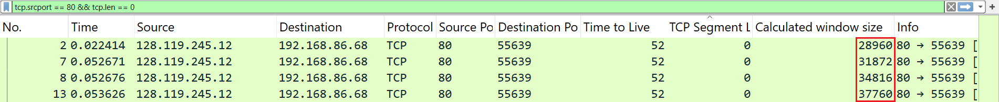 tcp.srcport == 80 && tcp.len == 0
No. Time Source Destination Protocol Source Po Destination Po Time to Live TCP Segment L Calculated window size Info
2 0.022414 128.119.245.12 192.168.86.68 TCP 80 55639 52 0 28960 80 → 55639 [
7 0.052671 128.119.245.12 192.168.86.68 TCP 80 55639 52 0 31872 80 → 55639 [
8 0.052676 128.119.245.12 192.168.86.68 TCP 80 55639 52 0 34816 80 → 55639 [
13 0.053626 128.119.245.12 192.168.86.68 TCP 80 55639 52 0 37760 80 → 55639 [